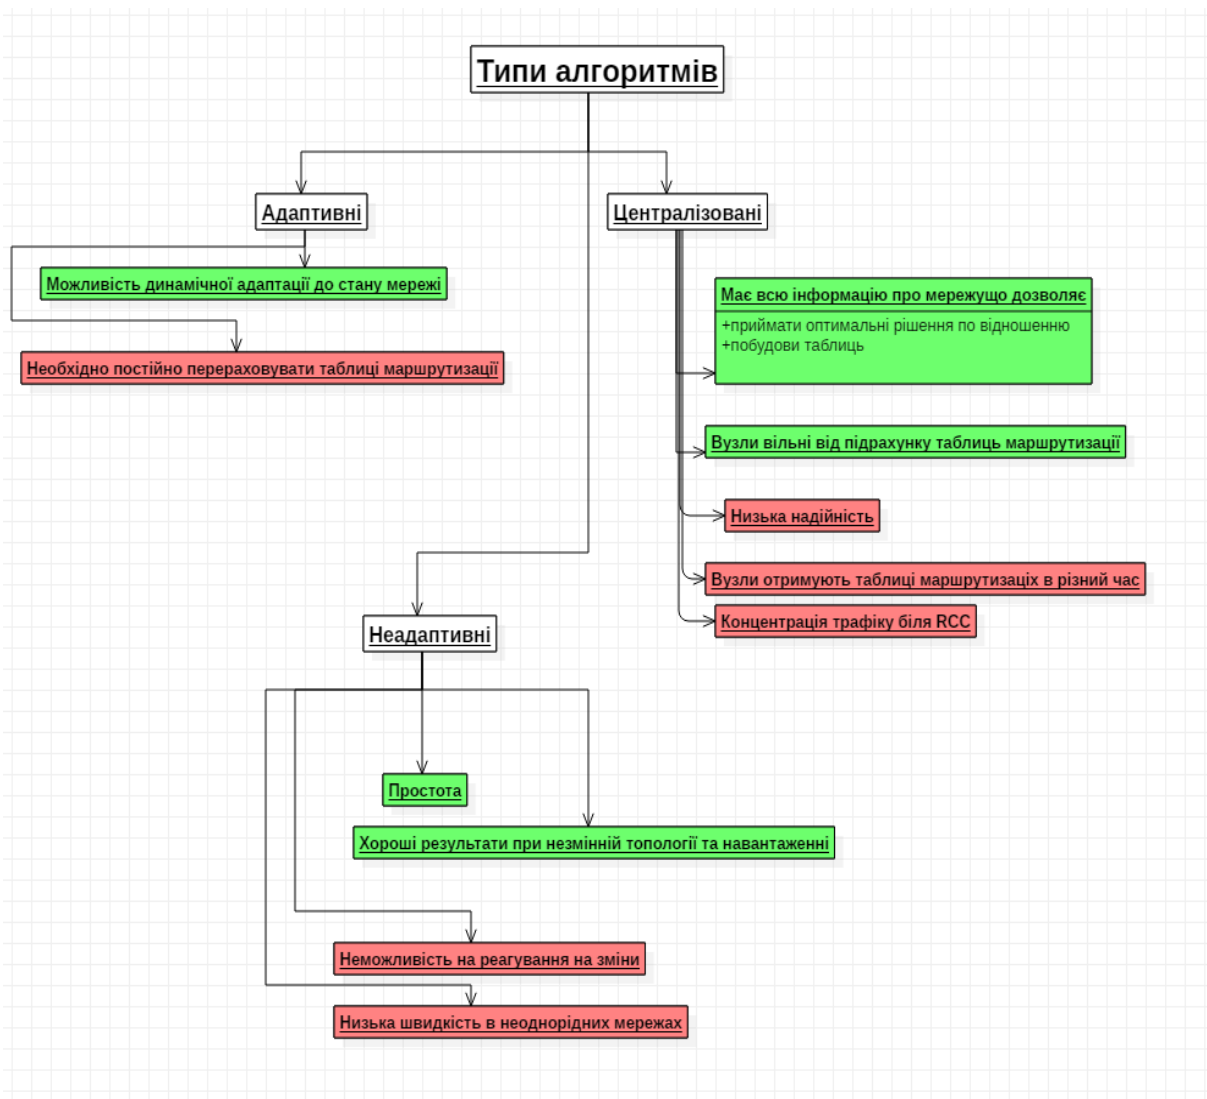 Типи алгоритмів
Адаптивні
Централізовані
Можливість динамічної адаптації до стану мережі
Необхідно постійно перераховувати таблиці маршрутизації
Має всю інформацію про мережущо дозволяє
+приймати оптимальні рішення по відношенню
+побудови таблиць
Вузли вільні від підрахунку таблиць маршрутизації
Низька надійність
Вузли отримують таблиці маршрутизаціх в різний час
Концентрація трафіку біля RCC
Неадаптивні
Простота
Хороші результати при незмінній топології та навантаженні
Неможливість на реагування на зміни
Низька швидкість в неоднорідних мережах